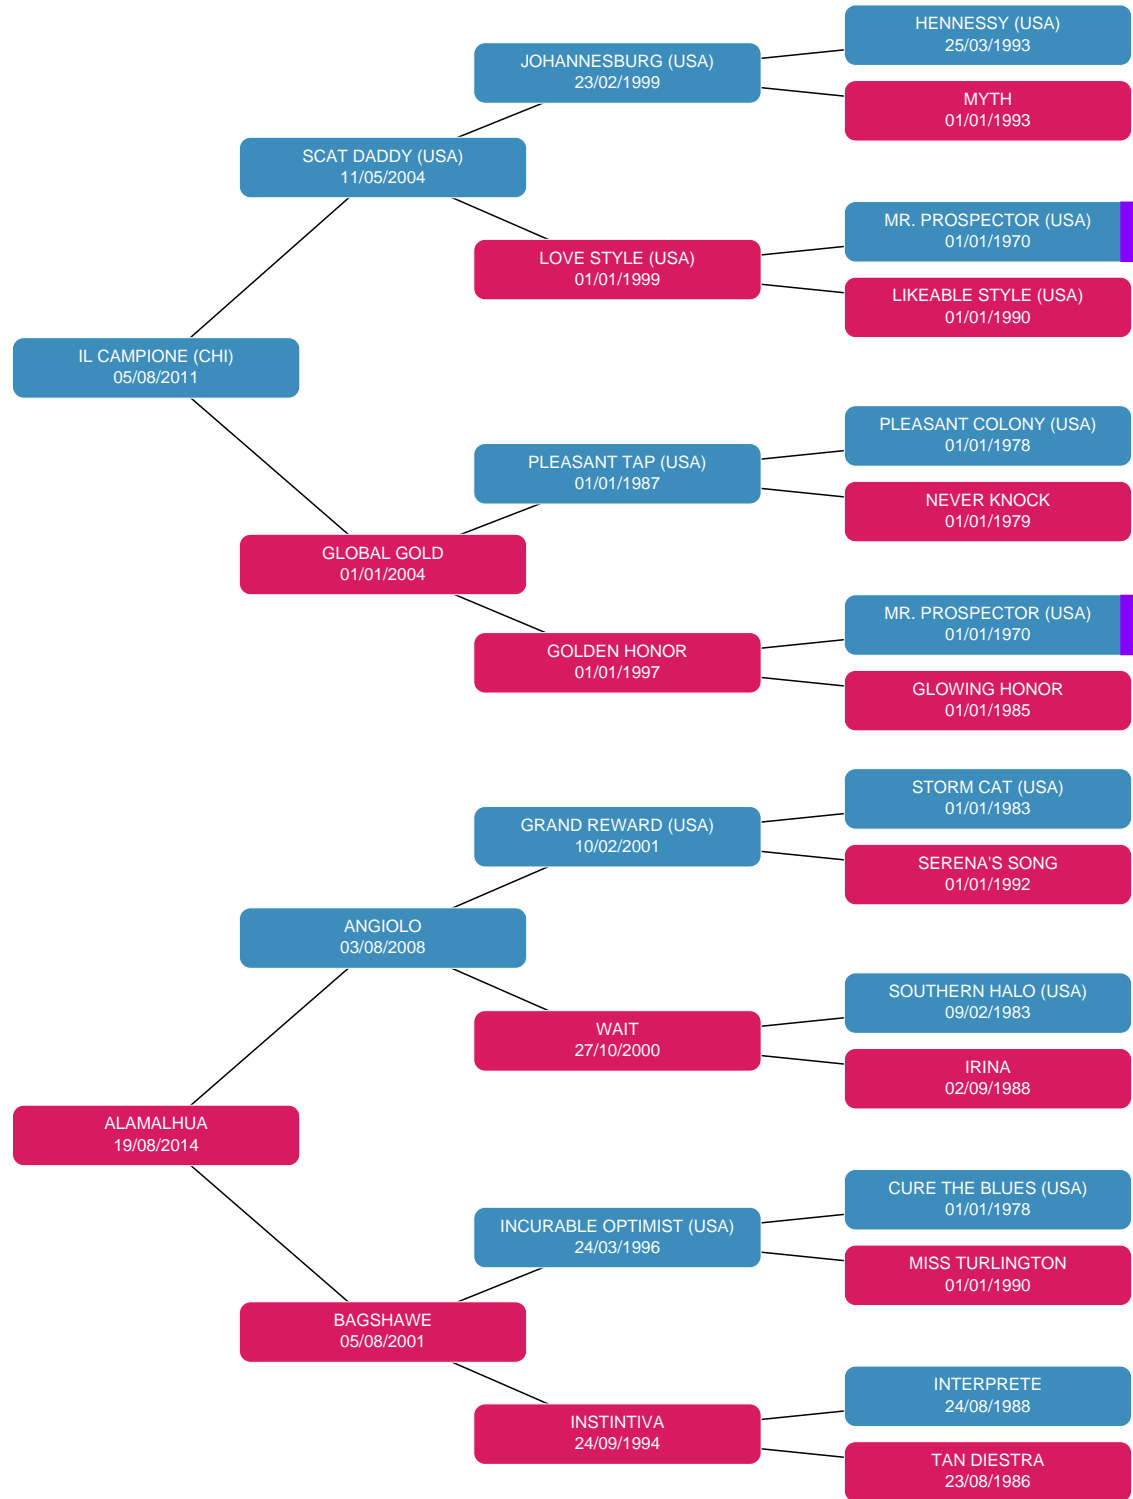 HENNESSY (USA)
25/03/1993
JOHANNESBURG (USA)
23/02/1999
MYTH
01/01/1993
SCAT DADDY (USA)
11/05/2004
MR. PROSPECTOR (USA)
01/01/1970
LOVE STYLE (USA)
01/01/1999
LIKEABLE STYLE (USA)
01/01/1990
IL CAMPIONE (CHI)
05/08/2011
PLEASANT COLONY (USA)
01/01/1978
PLEASANT TAP (USA)
01/01/1987
NEVER KNOCK
01/01/1979
GLOBAL GOLD
01/01/2004
MR. PROSPECTOR (USA)
01/01/1970
GOLDEN HONOR
01/01/1997
GLOWING HONOR
01/01/1985
STORM CAT (USA)
01/01/1983
GRAND REWARD (USA)
10/02/2001
SERENA'S SONG
01/01/1992
ANGIOLO
03/08/2008
SOUTHERN HALO (USA)
09/02/1983
WAIT
27/10/2000
IRINA
02/09/1988
ALAMALHUA
19/08/2014
CURE THE BLUES (USA)
01/01/1978
INCURABLE OPTIMIST (USA)
24/03/1996
MISS TURLINGTON
01/01/1990
BAGSHAWE
05/08/2001
INTERPRETE
24/08/1988
INSTINTIVA
24/09/1994
TAN DIESTRA
23/08/1986